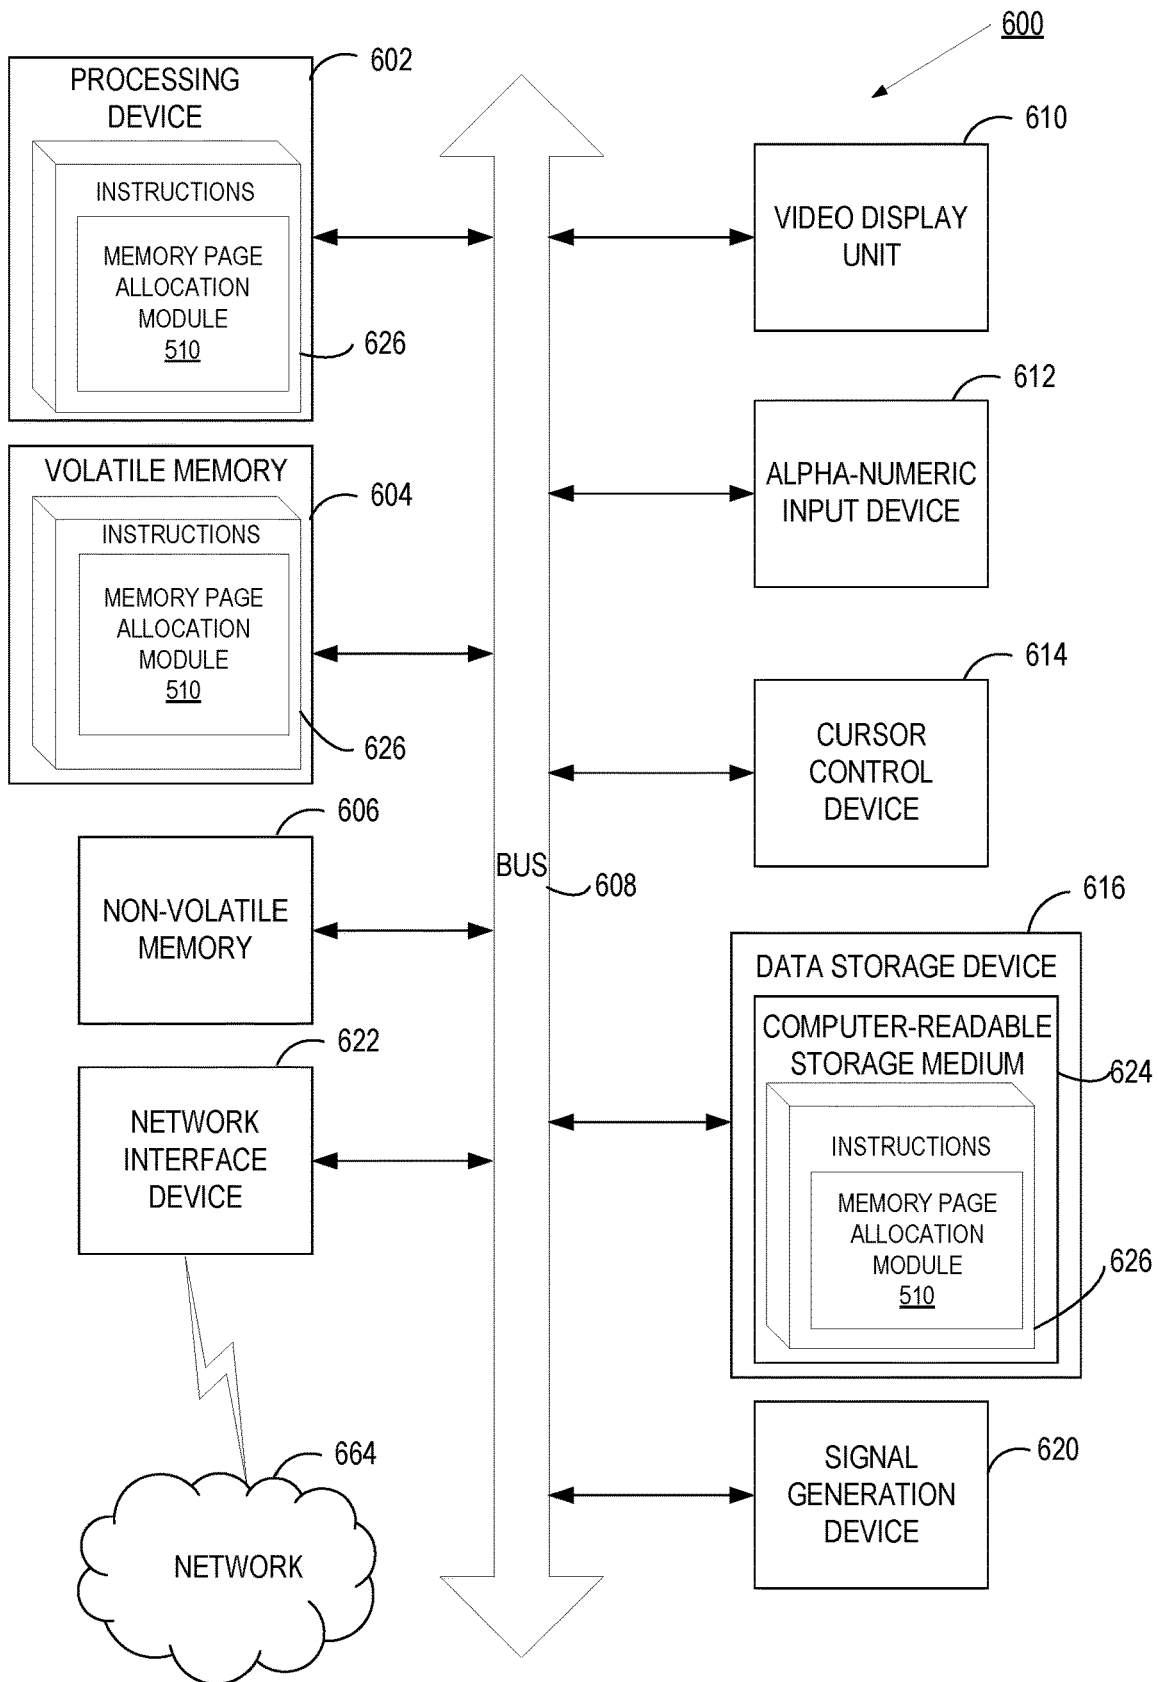 600
602
PROCESSING
DEVICE
INSTRUCTIONS
MEMORY PAGE
ALLOCATION
MODULE
510
626
VOLATILE MEMORY
604
INSTRUCTIONS
MEMORY PAGE
ALLOCATION
MODULE
510
626
606
NON-VOLATILE
MEMORY
622
NETWORK
INTERFACE
DEVICE
664
NETWORK
BUS
608
610
VIDEO DISPLAY
UNIT
612
ALPHA-NUMERIC
INPUT DEVICE
614
CURSOR
CONTROL
DEVICE
616
DATA STORAGE DEVICE
COMPUTER-READABLE
STORAGE MEDIUM
624
INSTRUCTIONS
MEMORY PAGE
ALLOCATION
MODULE
510
626
620
SIGNAL
GENERATION
DEVICE